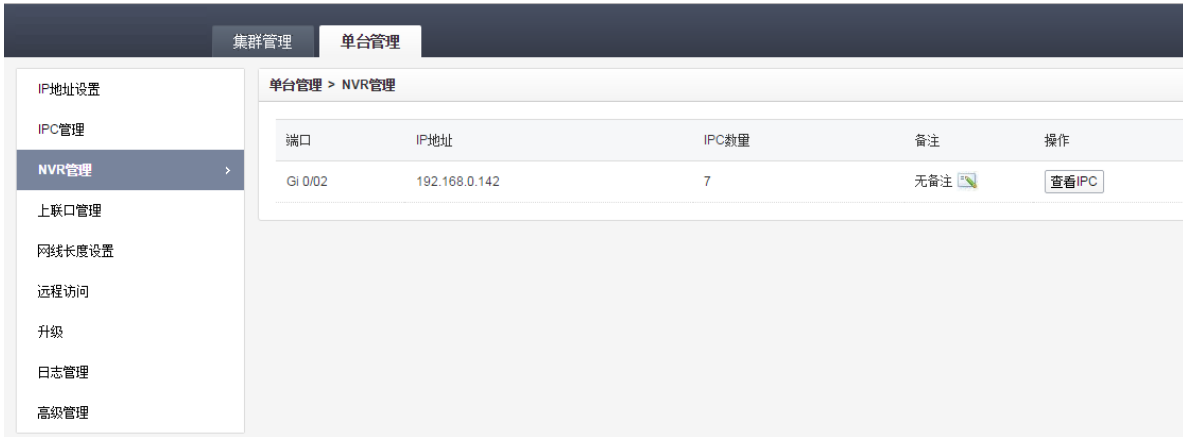 集群管理 单台管理
IP地址设置
IPC管理
NVR管理
上联口管理
网线长度设置
远程访问
升级
日志管理
高级管理
单台管理 > NVR管理
端口 IP地址 IPC数量 备注 操作
Gi 0/02 192.168.0.142 7 无备注 查看IPC